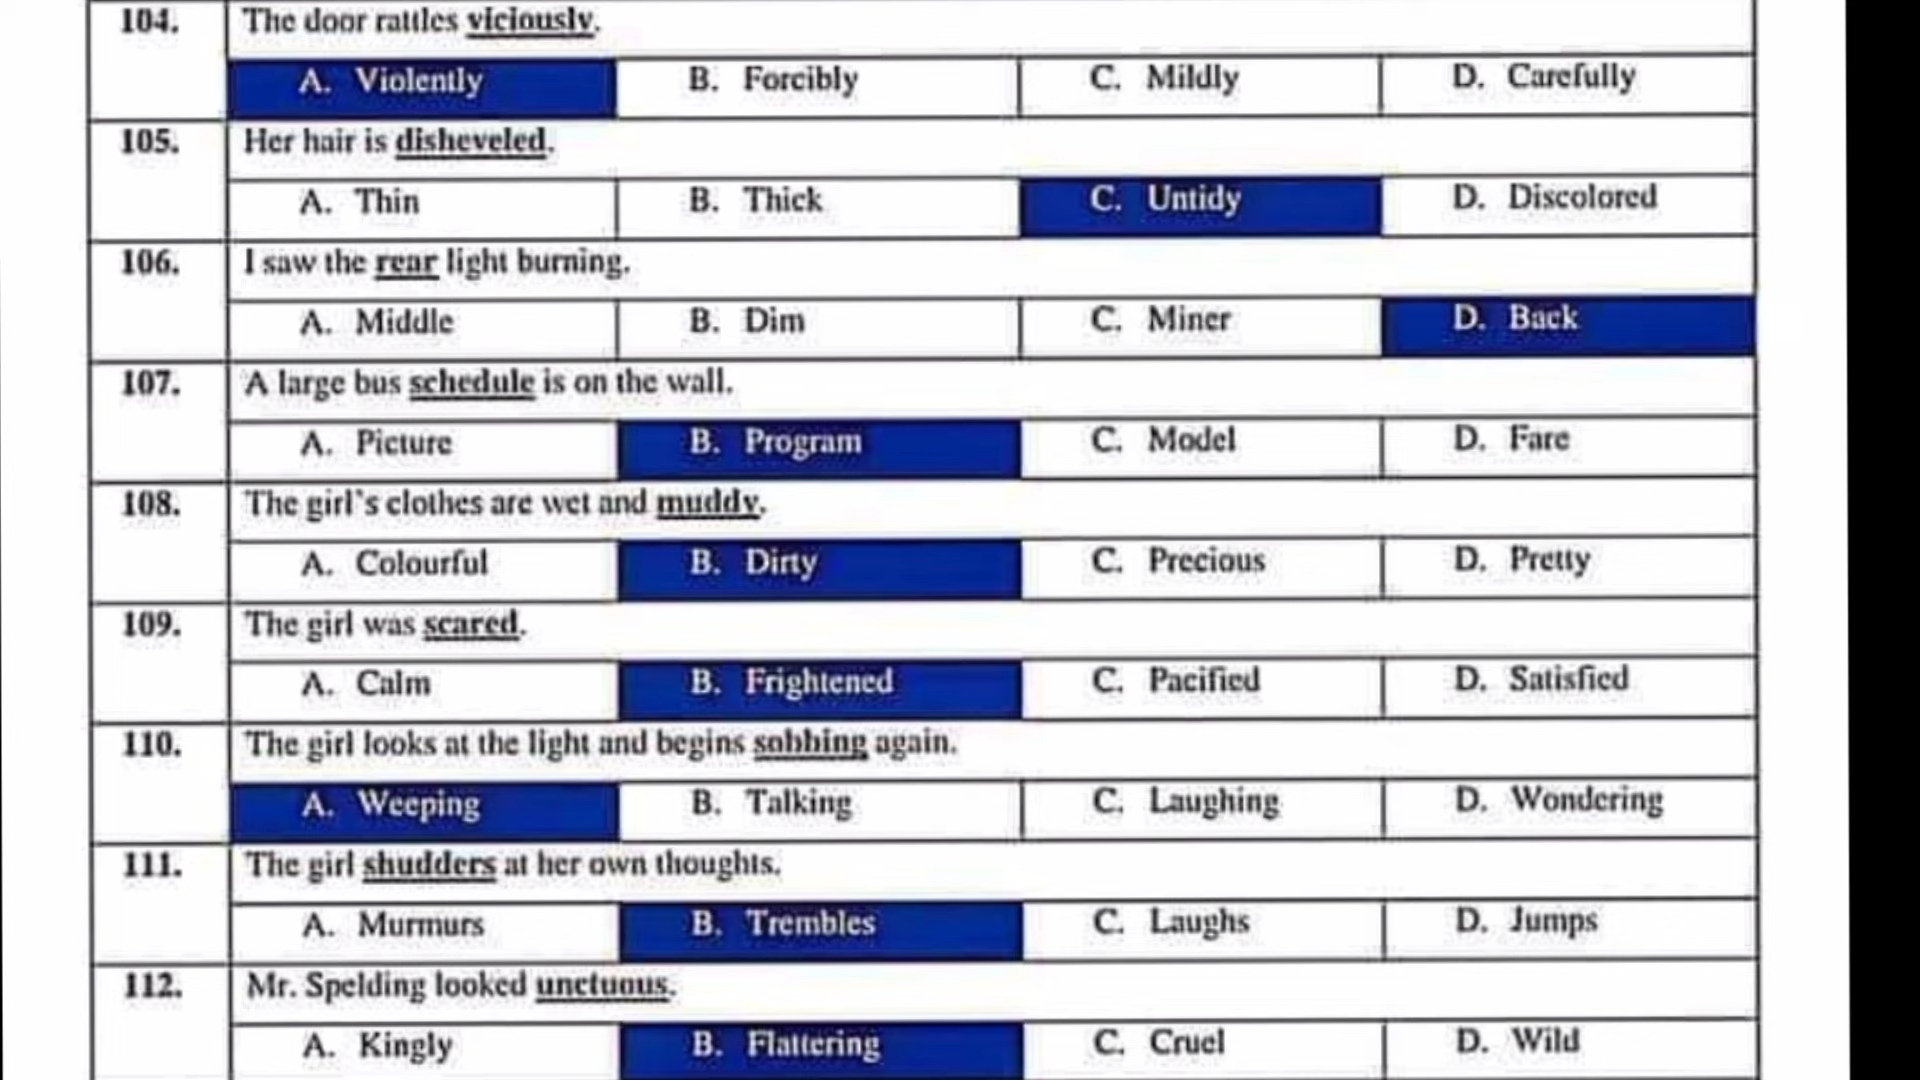 104. The door rattles viciously.
A. Violently B. Forcibly C. Mildly D. Carefully
105. Her hair is disheveled.
A. Thin B. Thick C. Untidy D. Discolored
106. I saw the rear light burning.
A. Middle B. Dim C. Miner D. Back
107. A large bus schedule is on the wall.
A. Picture B. Program C. Model D. Fare
108. The girl's clothes are wet and muddy.
A. Colourful B. Dirty C. Precious D. Pretty
109. The girl was scared.
A. Calm B. Frightened C. Pacified D. Satisfied
110. The girl looks at the light and begins sobbing again.
A. Weeping B. Talking C. Laughing D. Wondering
111. The girl shudders at her own thoughts.
A. Murmurs B. Trembles C. Laughs D. Jumps
112. Mr. Spelding looked unctuous.
A. Kingly B. Flattering C. Cruel D. Wild